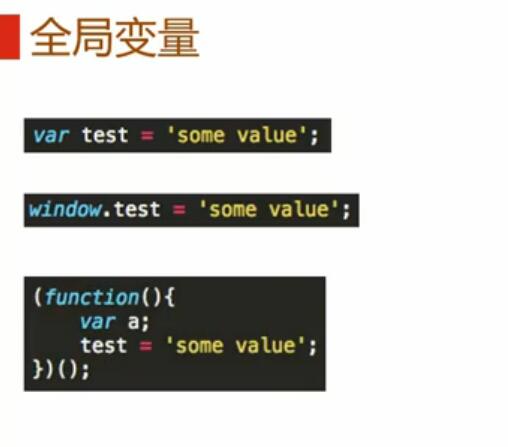 全局变量
var test = 'some value';
window.test = 'some value';
(function(){
    var a;
    test = 'some value';
})();